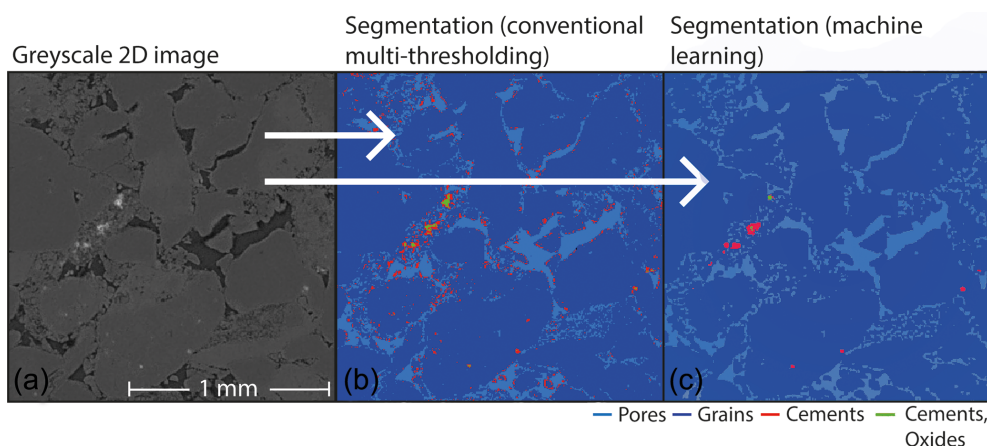 Greyscale 2D image
Segmentation (conventional
multi-thresholding)
Segmentation (machine
learning)
(a)
1 mm
(b)
(c)
Pores
Grains
Cements
Cements,
Oxides